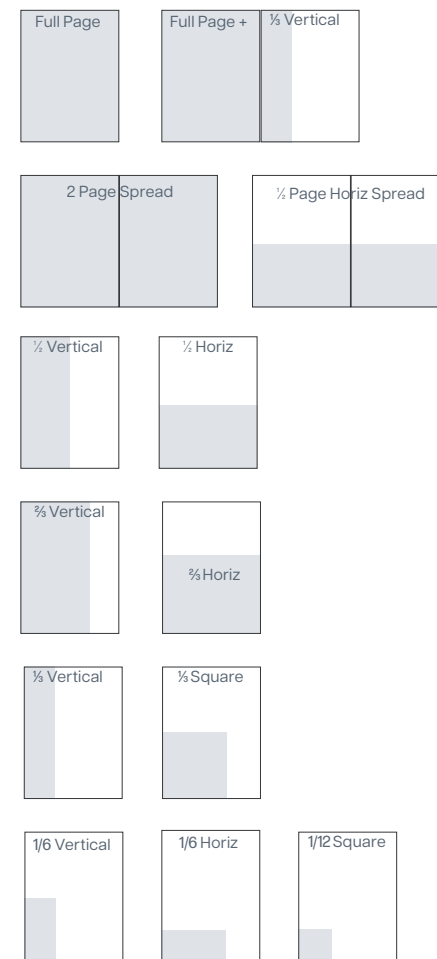 Full Page
Full Page +
⅓ Vertical
2 Page Spread
½ Page Horiz Spread
½ Vertical
½ Horiz
⅔ Vertical
⅔ Horiz
⅓ Vertical
⅓ Square
1/6 Vertical
1/6 Horiz
1/12 Square